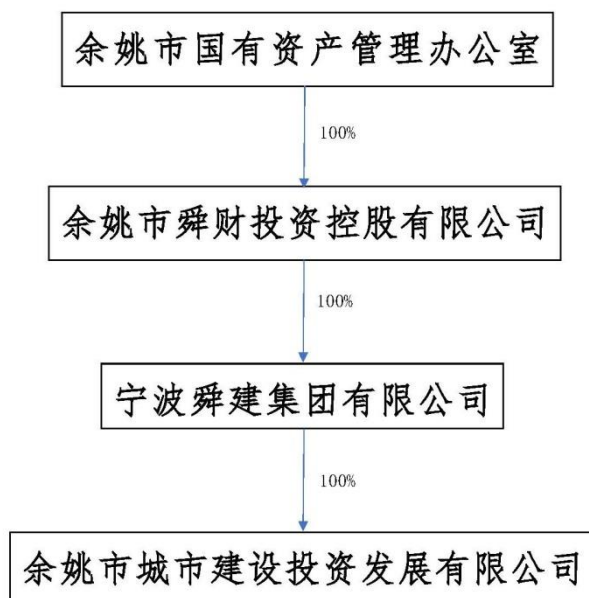 余姚市国有资产管理办公室
100%
余姚市舜财投资控股有限公司
100%
宁波舜建集团有限公司
100%
余姚市城市建设投资发展有限公司